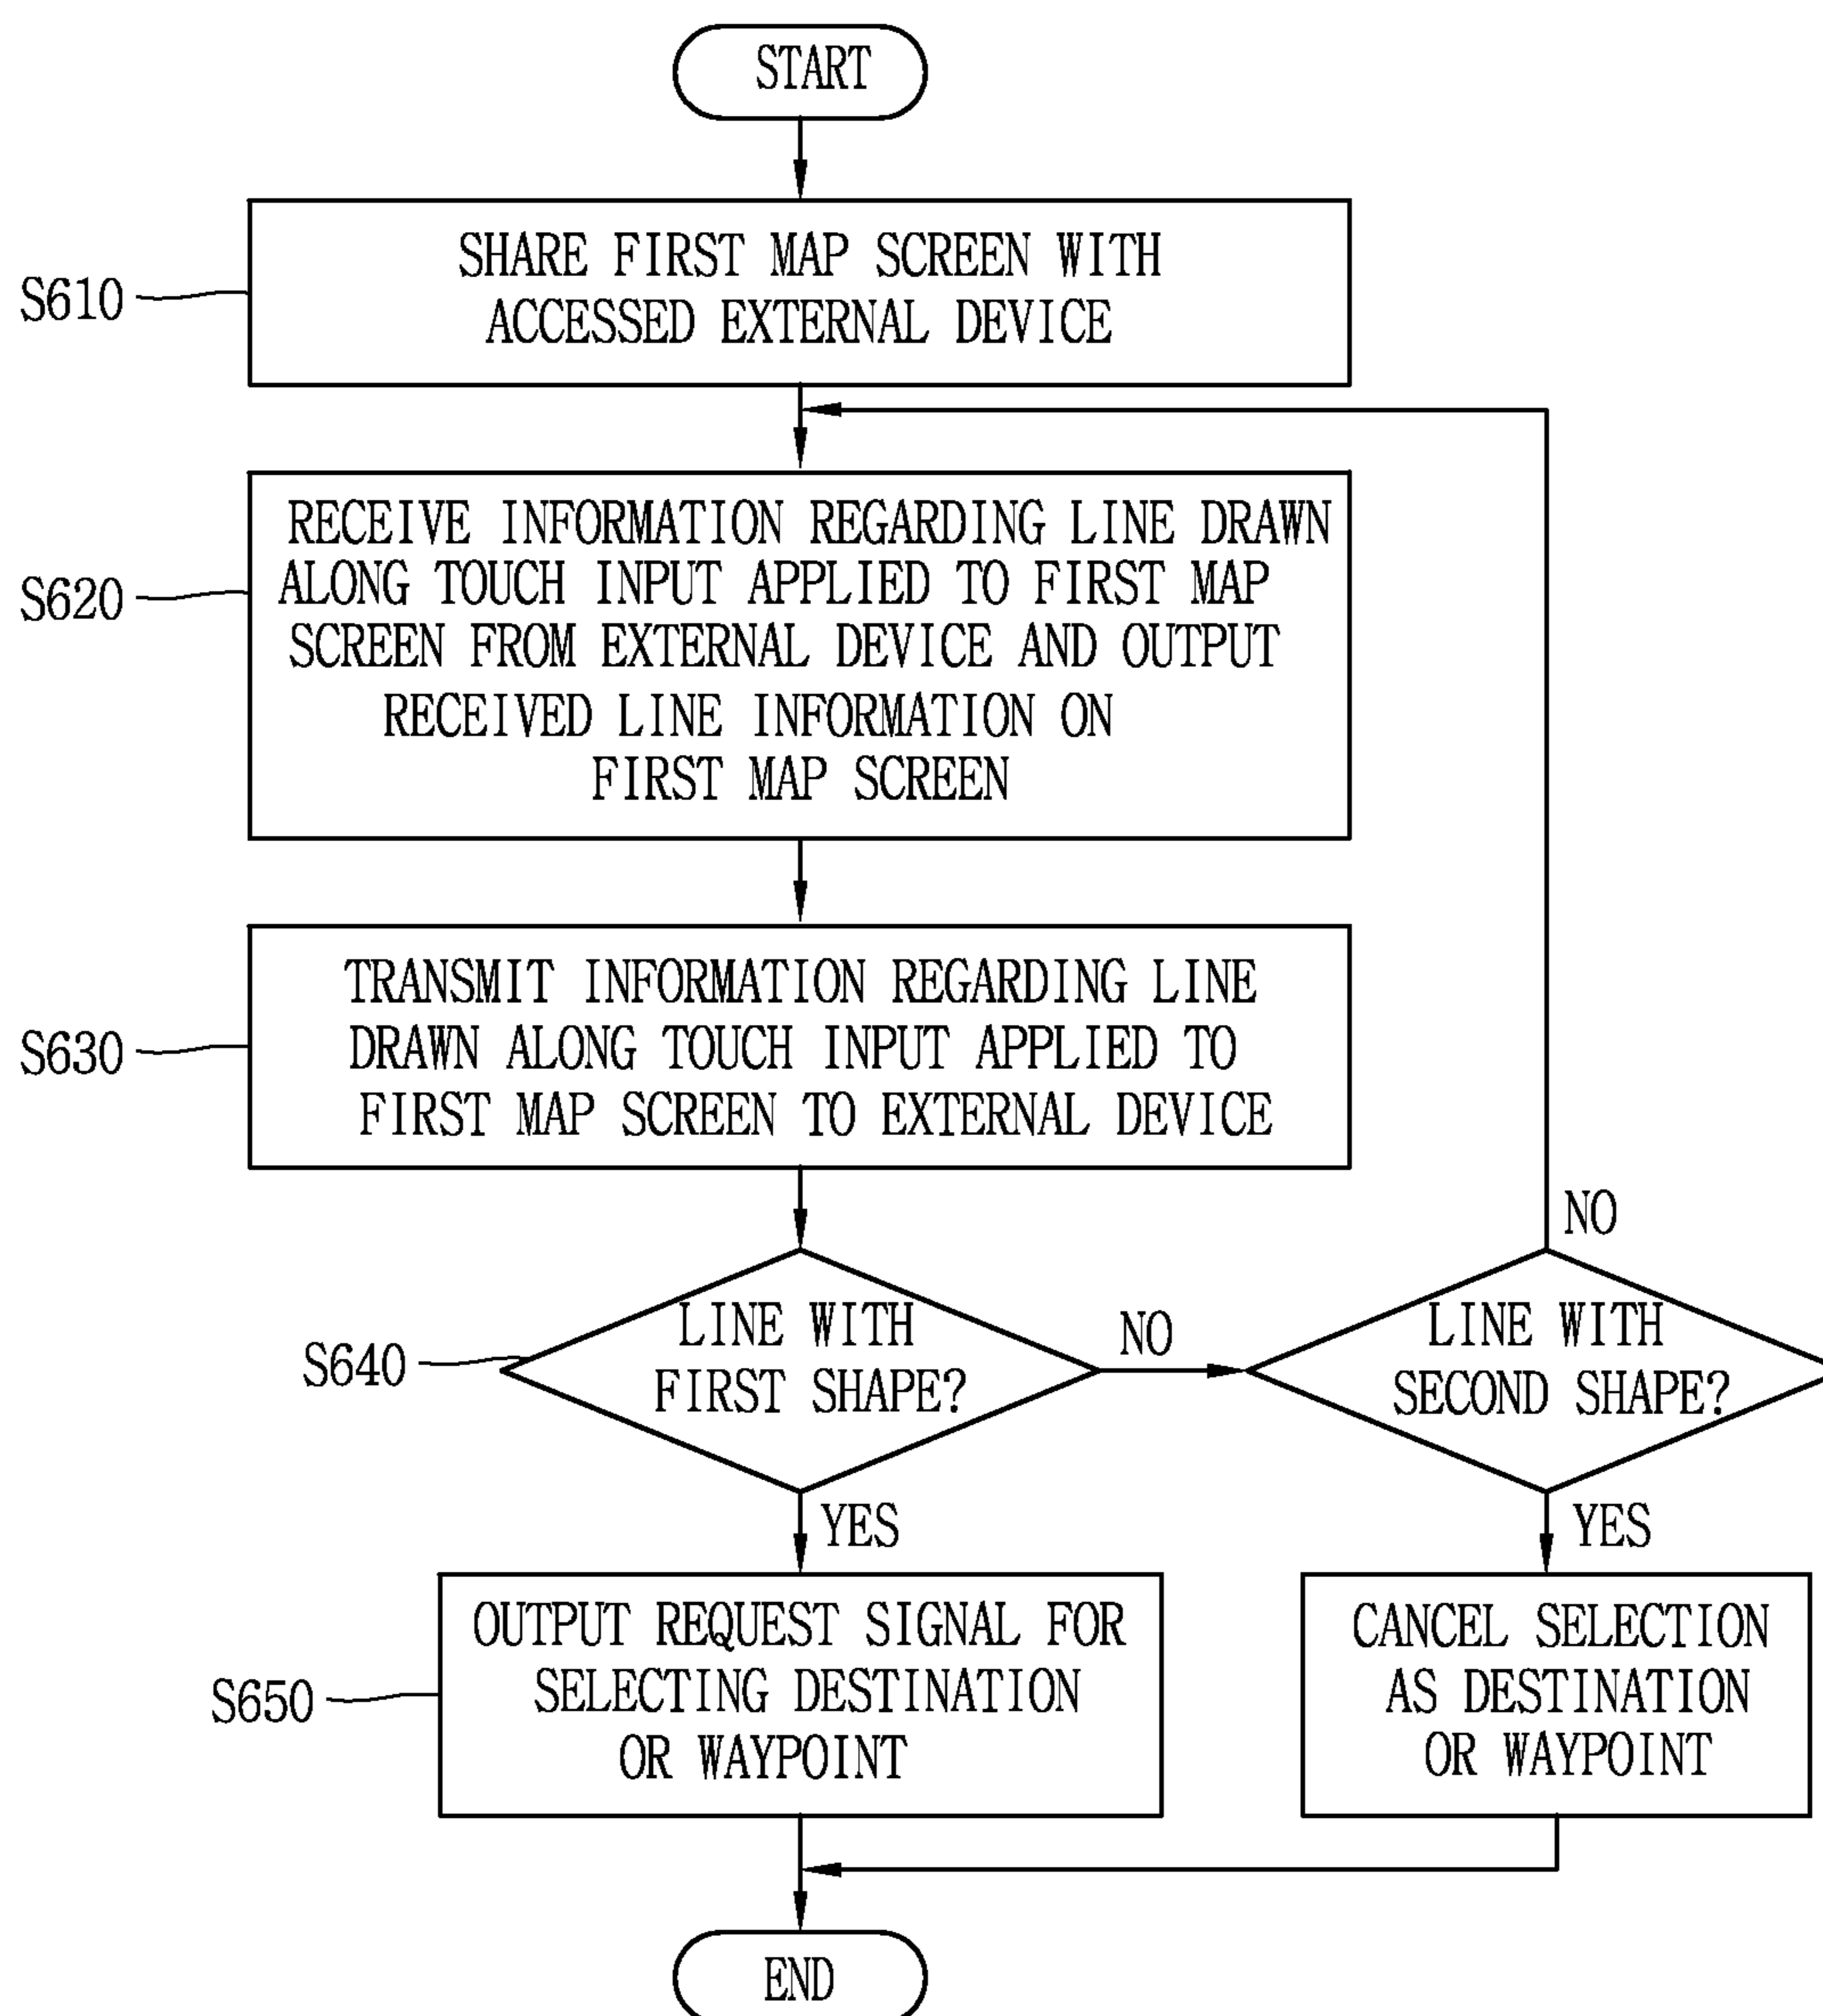 START
S610
SHARE FIRST MAP SCREEN WITH
ACCESSED EXTERNAL DEVICE
S620
RECEIVE INFORMATION REGARDING LINE DRAWN
ALONG TOUCH INPUT APPLIED TO FIRST MAP
SCREEN FROM EXTERNAL DEVICE AND OUTPUT
RECEIVED LINE INFORMATION ON
FIRST MAP SCREEN
S630
TRANSMIT INFORMATION REGARDING LINE
DRAWN ALONG TOUCH INPUT APPLIED TO
FIRST MAP SCREEN TO EXTERNAL DEVICE
S640
LINE WITH
FIRST SHAPE?
NO
LINE WITH
SECOND SHAPE?
NO
YES
YES
S650
OUTPUT REQUEST SIGNAL FOR
SELECTING DESTINATION
OR WAYPOINT
CANCEL SELECTION
AS DESTINATION
OR WAYPOINT
END